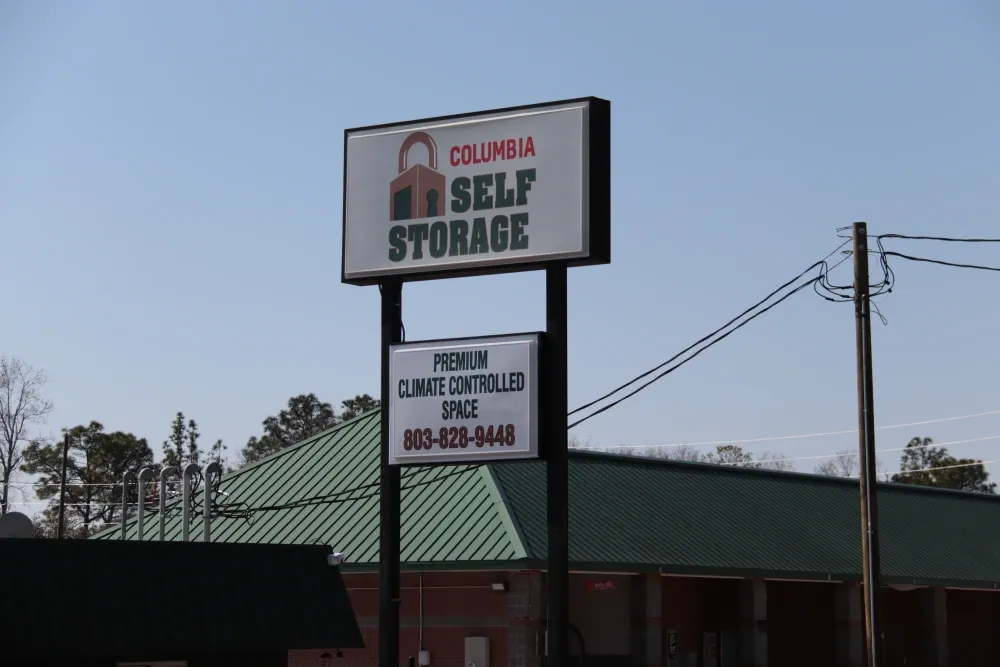 COLUMBIA
SELF
STORAGE
PREMIUM
CLIMATE CONTROLLED
SPACE
803-828-9448